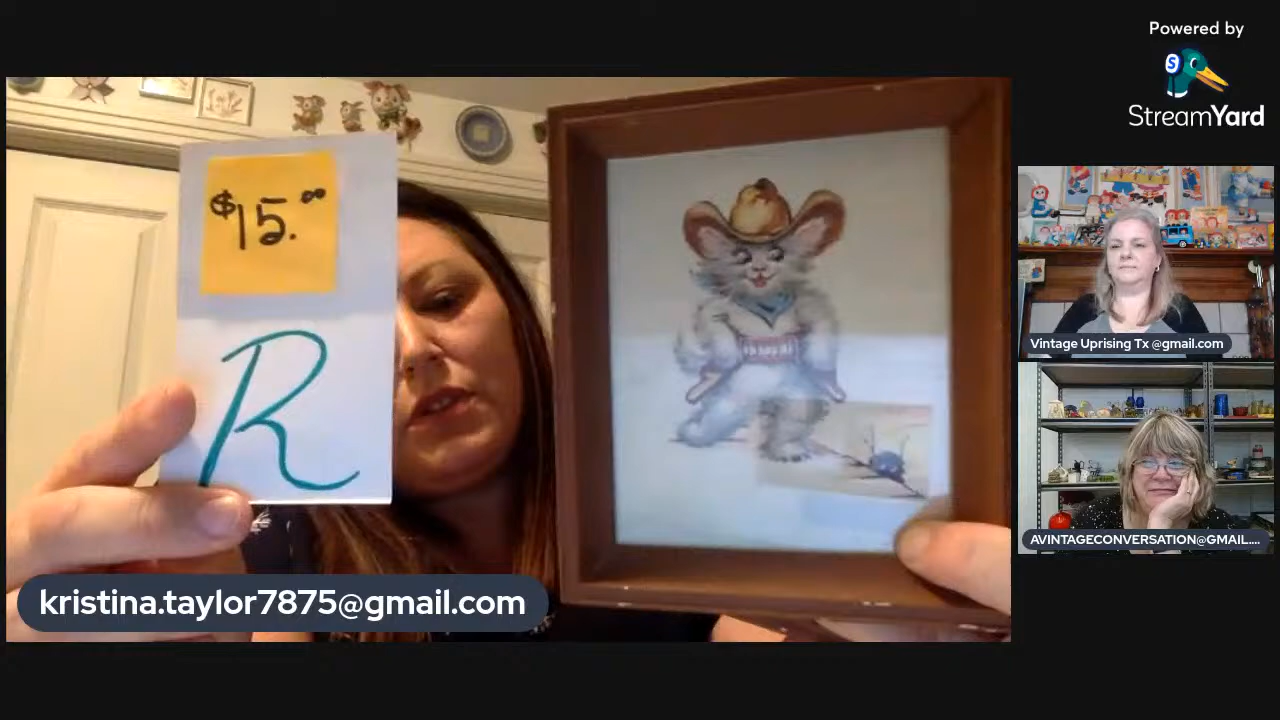 Powered by
StreamYard
$15.00
R
Vintage Uprising Tx @gmail.com
AVINTAGECONVERSATION@GMAIL....
kristina.taylor7875@gmail.com